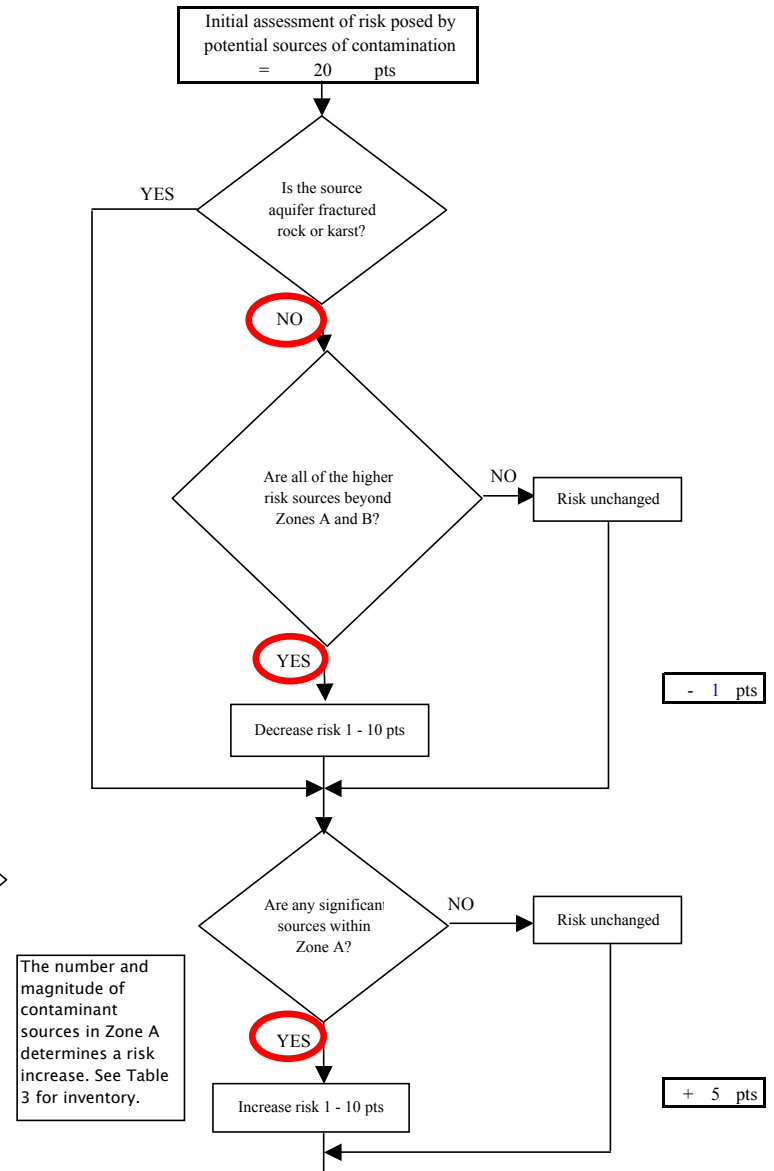 Initial assessment of risk posed by
potential sources of contamination
= 20 pts
YES
Is the source
aquifer fractured
rock or karst?
NO
Are all of the higher
risk sources beyond
Zones A and B?
NO
Risk unchanged
YES
- 1 pts
Decrease risk 1 - 10 pts
Are any significant
sources within
Zone A?
NO
Risk unchanged
The number and
magnitude of
contaminant
sources in Zone A
determines a risk
increase. See Table
3 for inventory.
YES
Increase risk 1 - 10 pts
+ 5 pts